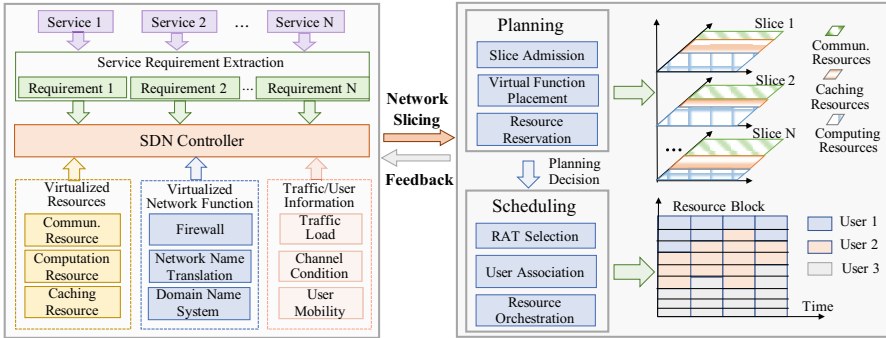 Service 1
Service 2
...
Service N
Service Requirement Extraction
Requirement 1
Requirement 2
...
Requirement N
SDN Controller
Virtualized
Resources
Commun.
Resource
Computation
Resource
Caching
Resource
Virtualized
Network Function
Firewall
Network Name
Translation
Domain Name
System
Traffic/User
Information
Traffic
Load
Channel
Condition
User
Mobility
Network
Slicing
Feedback
Planning
Slice Admission
Virtual Function
Placement
Resource
Reservation
Planning
Decision
Scheduling
RAT Selection
User Association
Resource
Orchestration
Slice 1
Slice 2
...
Slice N
Commun.
Resources
Caching
Resources
Computing
Resources
Resource Block
Time
User 1
User 2
User 3